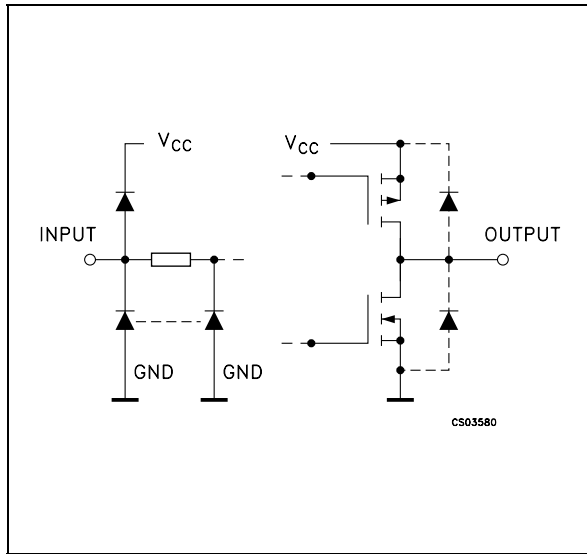 VCC
VCC
INPUT
OUTPUT
GND
GND
CS03580